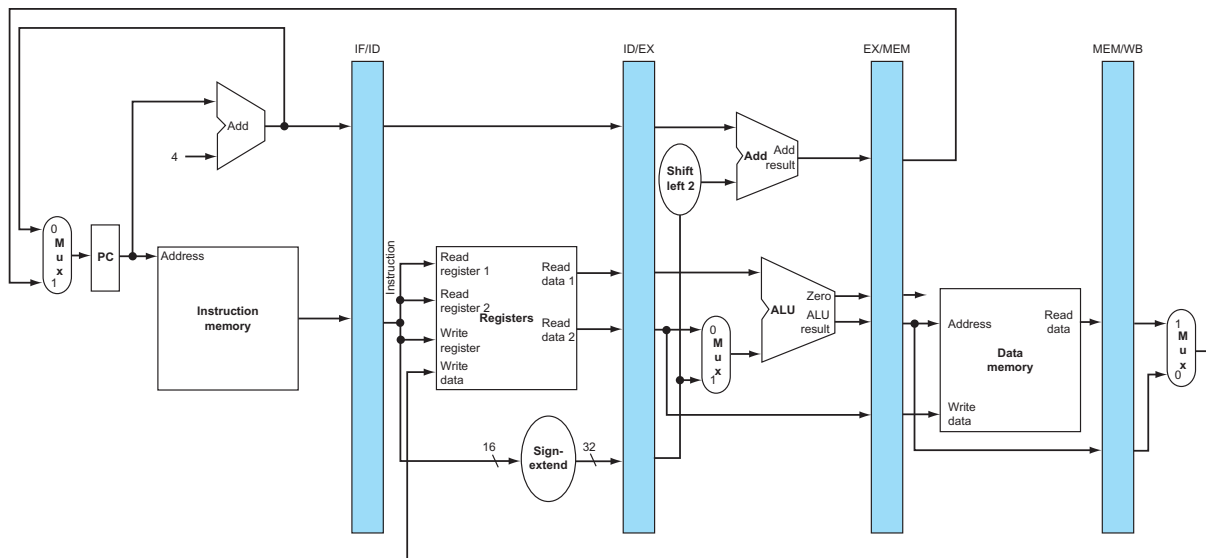 IF/ID
ID/EX
EX/MEM
MEM/WB
Add
4
Shift
left 2
Add
Add
result
0
M
u
x
1
PC
Address
Instruction
memory
Instruction
Read
register 1
Read
register 2
Write
register
Write
data
Registers
Read
data 1
Read
data 2
16
Sign-
extend
32
0
M
u
x
1
ALU
Zero
ALU
result
Address
Write
data
Data
memory
Read
data
1
M
u
x
0